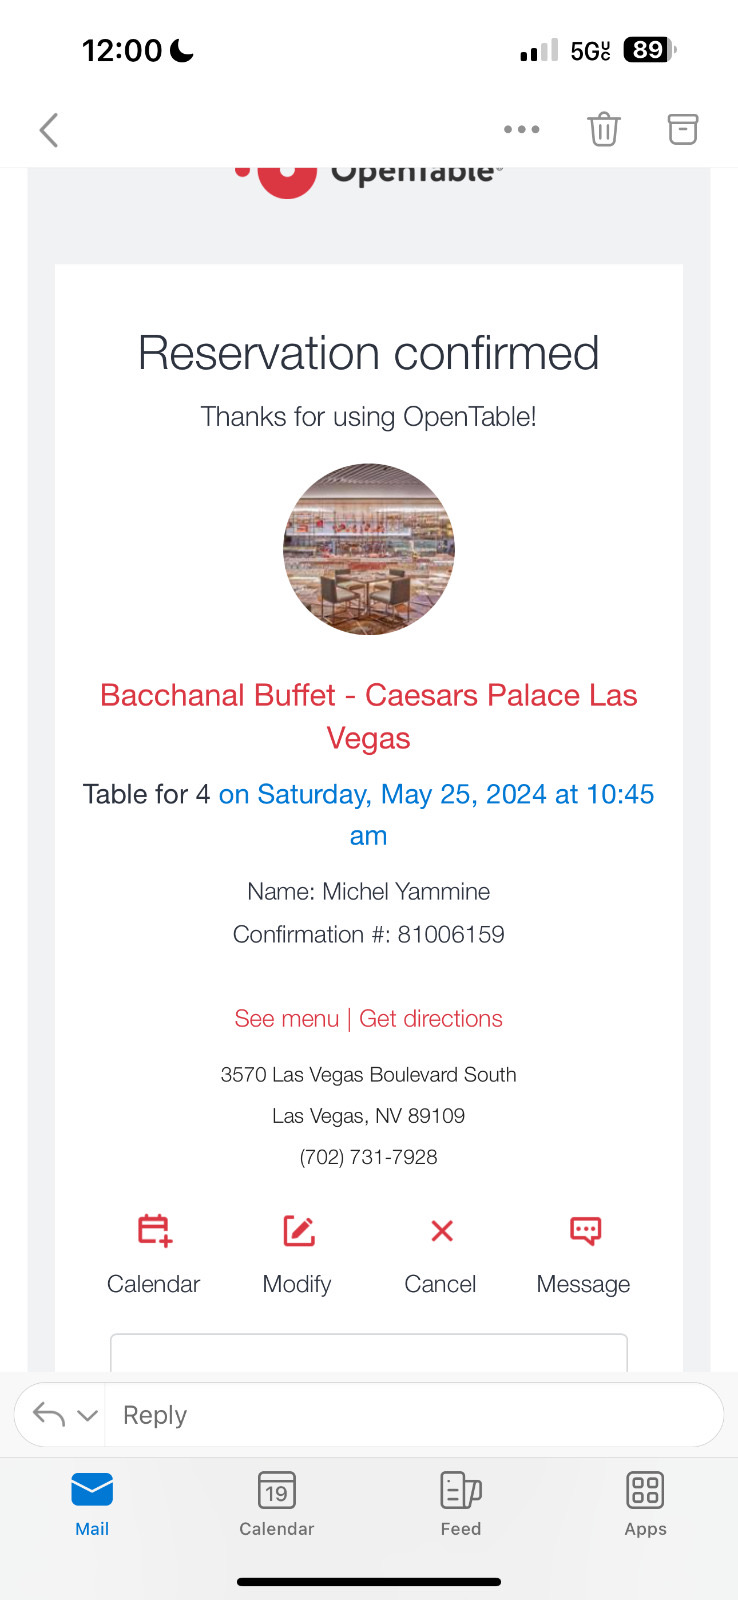 12:00
5G
89
OpenTable
Reservation confirmed
Thanks for using OpenTable!
Bacchanal Buffet - Caesars Palace Las
Vegas
Table for 4 on Saturday, May 25, 2024 at 10:45
am
Name: Michel Yammine
Confirmation #: 81006159
See menu | Get directions
3570 Las Vegas Boulevard South
Las Vegas, NV 89109
(702) 731-7928
Calendar Modify Cancel Message
Reply
19
Mail Calendar Feed Apps